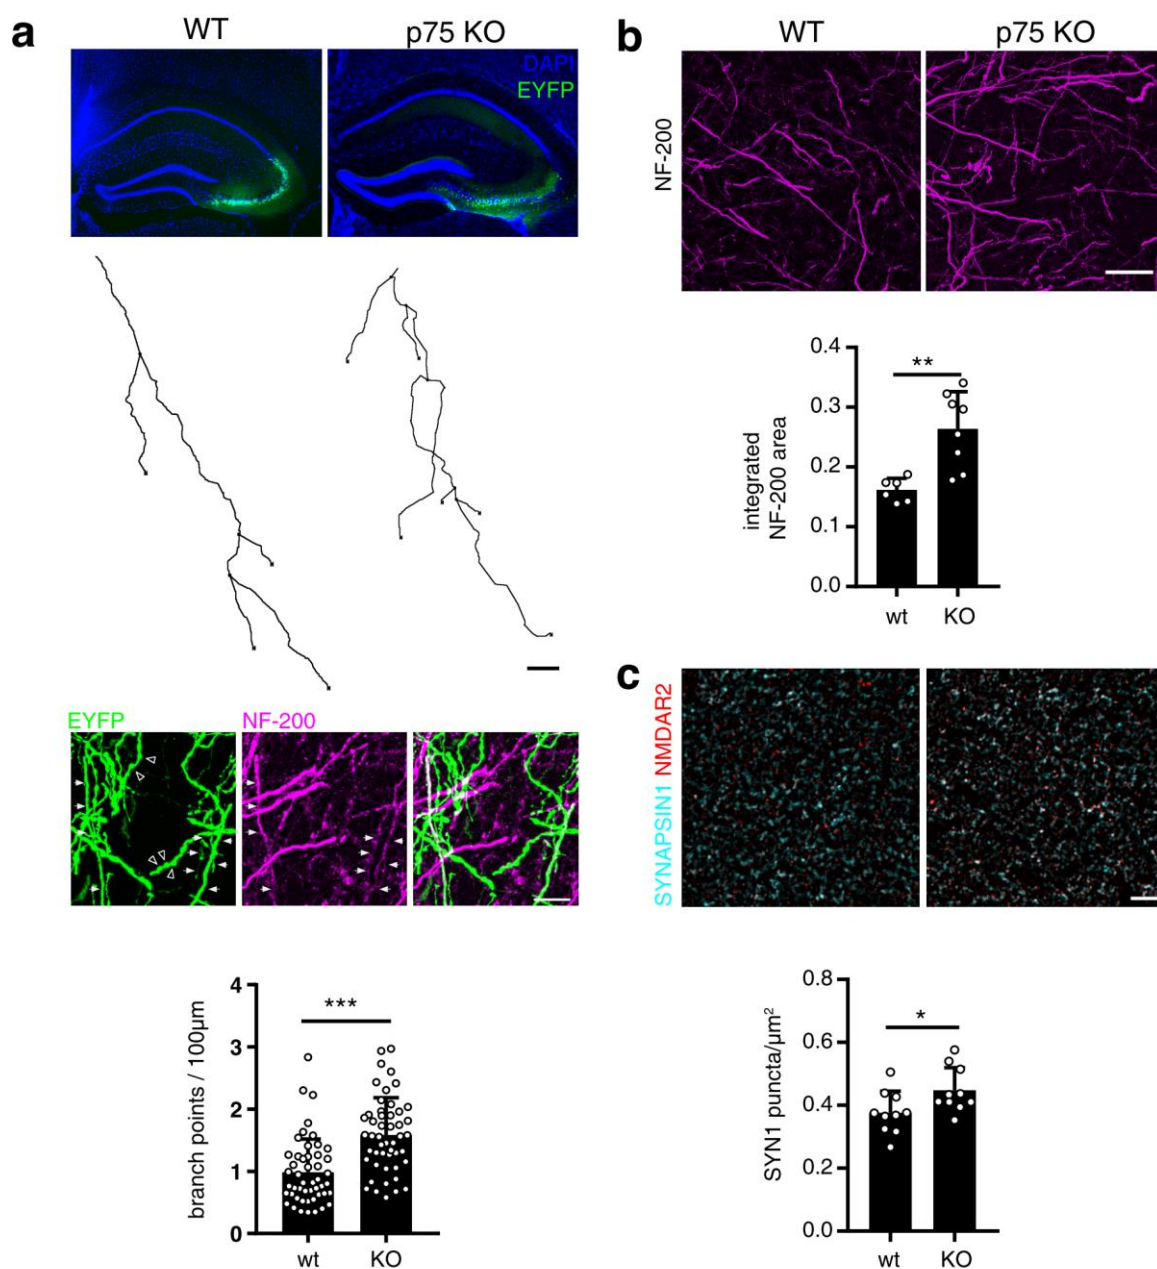 a
WT
p75 KO
DAPI
EYFP
EYFP
NF-200
branch points / 100µm
4
3
2
1
0
***
wt
KO
b
WT
p75 KO
NF-200
integrated
NF-200 area
0.4
0.3
0.2
0.1
0.0
**
wt
KO
c
SYNAPSIN1 NMDAR2
SYN1 puncta/µm²
0.8
0.6
0.4
0.2
0.0
*
wt
KO